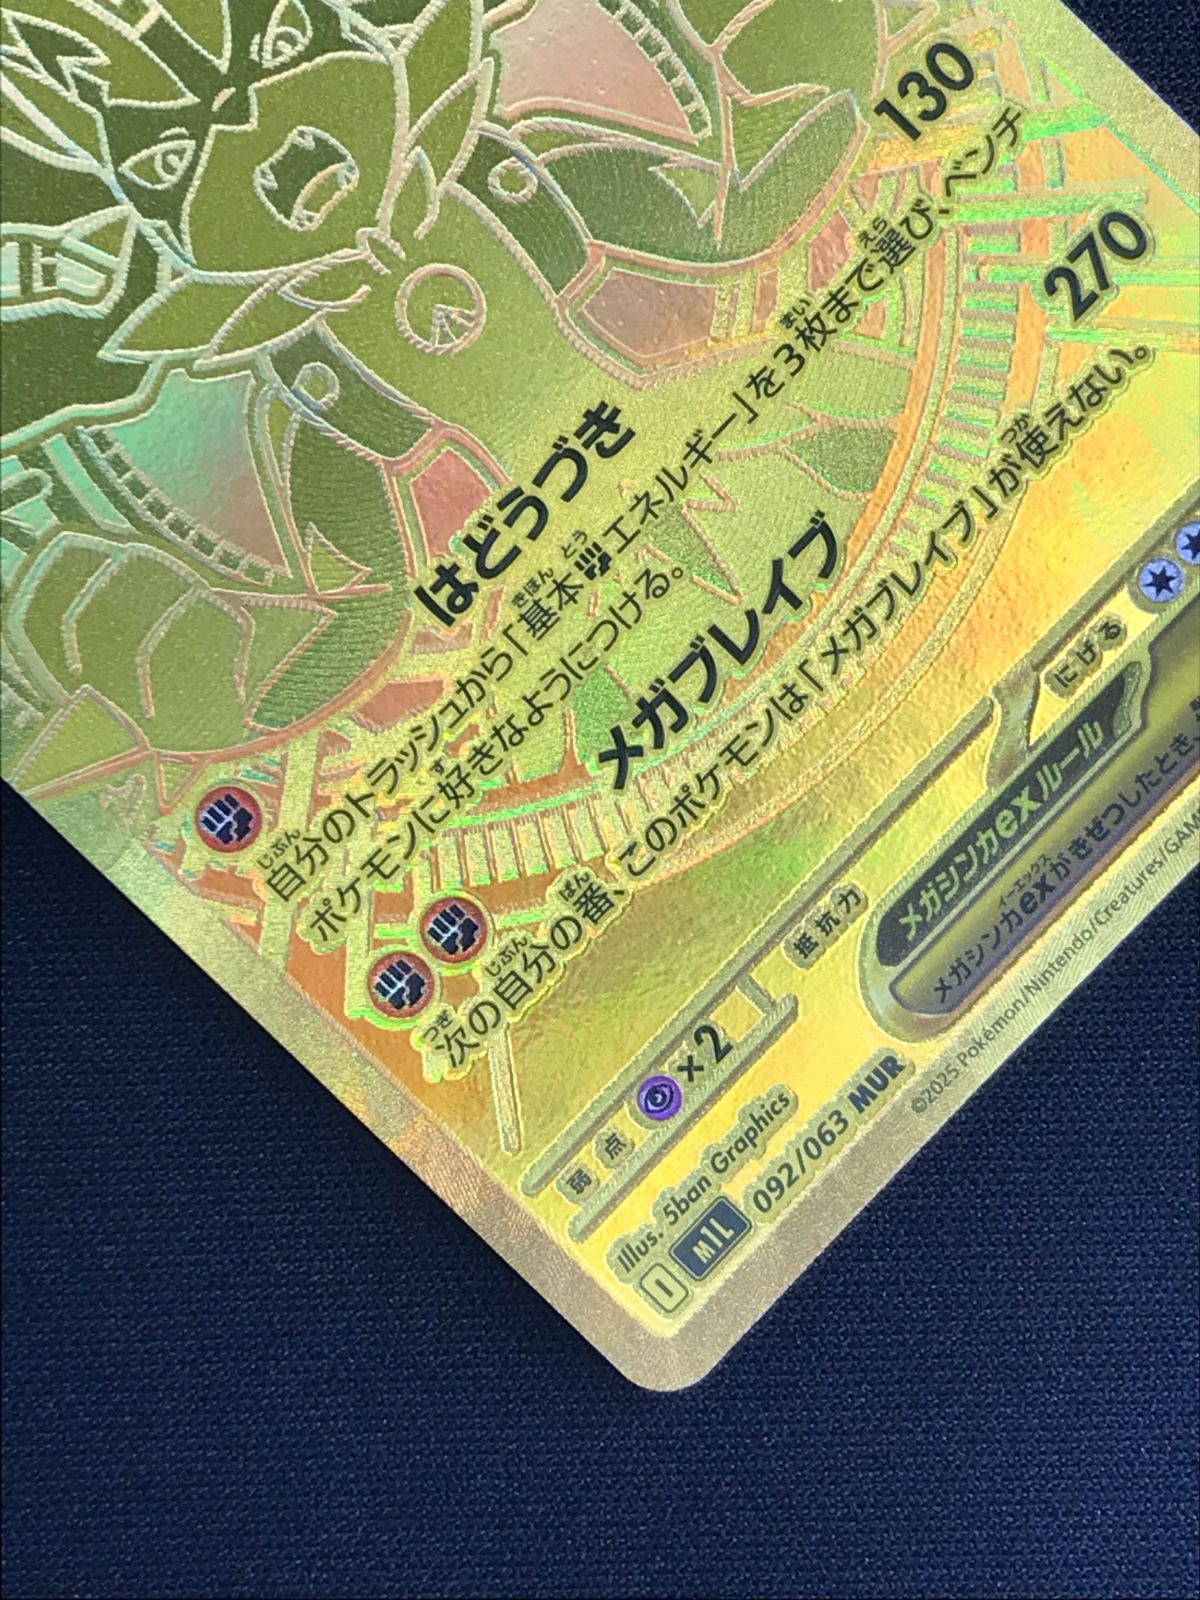 はどうづき 130
自分のトラッシュから「基本闘エネルギー」を3枚まで選び、ベンチ
ポケモンに好きなようにつける。
メガブレイブ 270
次の自分の番、このポケモンは「メガブレイブ」が使えない。
弱点 ×2 抵抗力 にげる
Illus. 5ban Graphics
I M1L 092/063 MUR
メガシンカexルール
メガシンカexがきぜつしたとき
©2025 Pokémon/Nintendo/Creatures/GAM